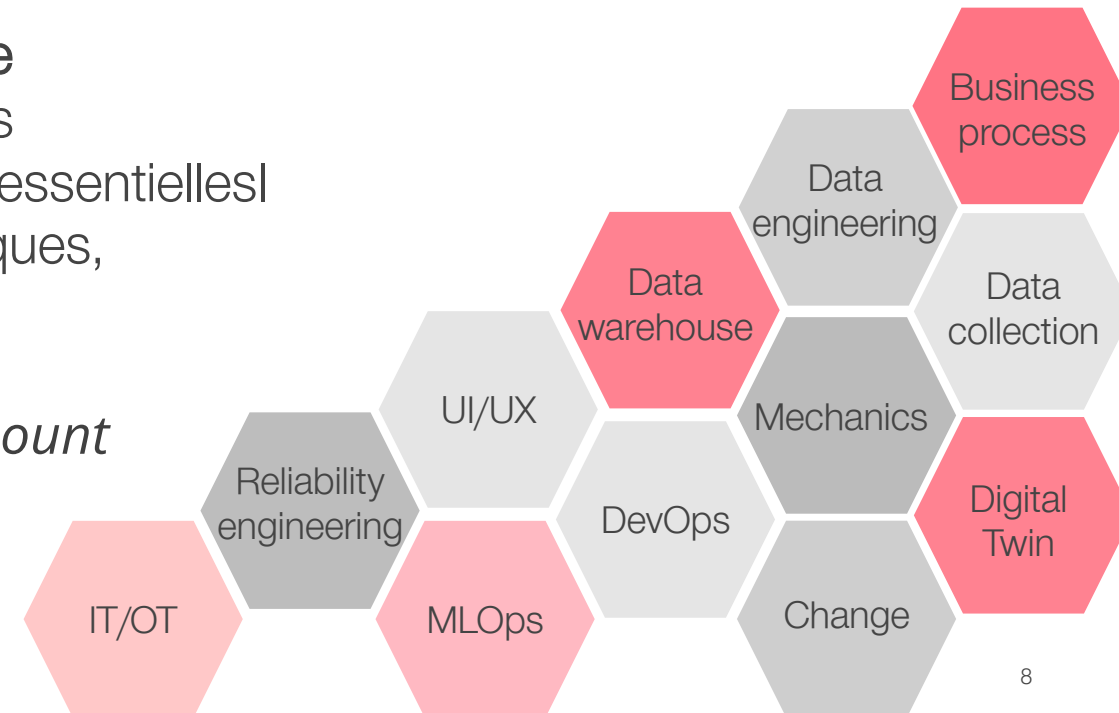 e
s
essentiellesl
ques,
ount
Business
process
Data
engineering
Data
warehouse
Data
collection
UI/UX
Mechanics
Reliability
engineering
DevOps
Digital
Twin
IT/OT
MLOps
Change
8